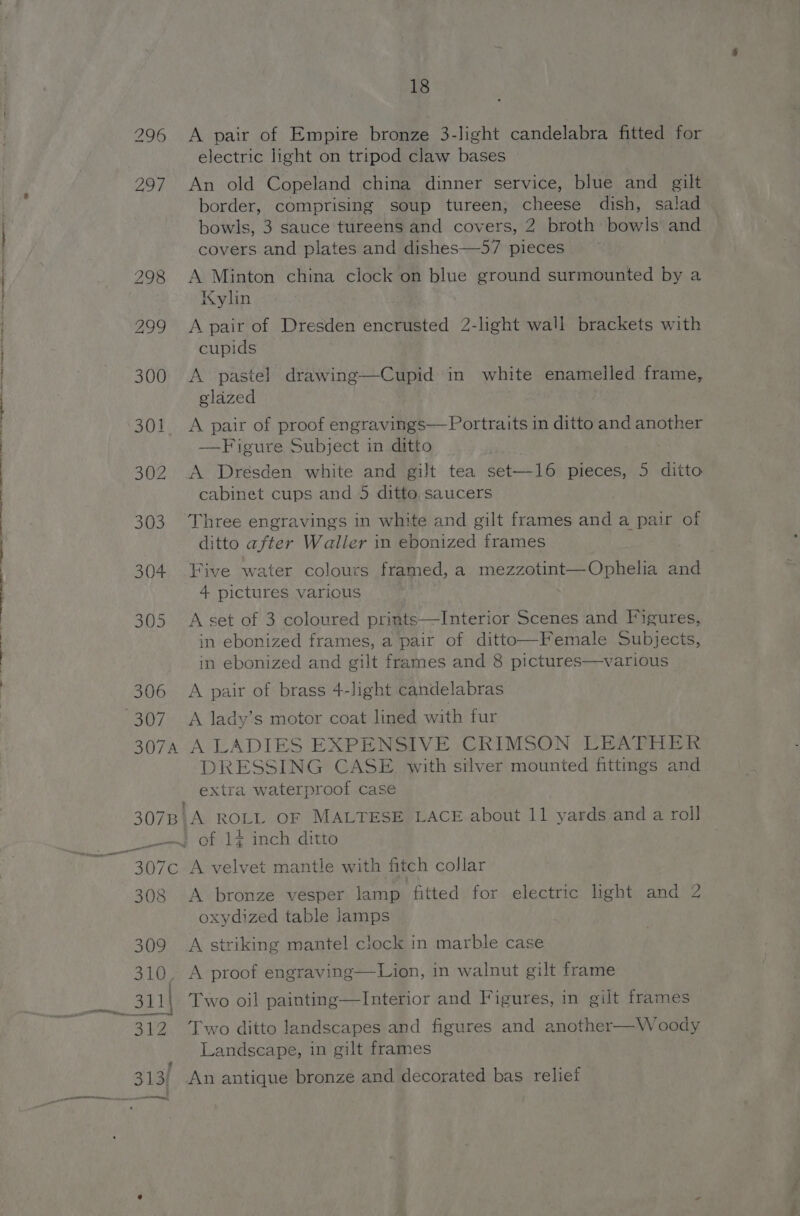 18
296 A pair of Empire bronze 3-light candelabra fitted for
electric light on tripod claw bases
297 An old Copeland china dinner service, blue and gilt
border, comprising soup tureen, cheese dish, salad
bowls, 3 sauce tureens and covers, 2 broth bowls and
covers and plates and dishes—57 pieces
298 A Minton china clock on blue ground surmounted by a
Kylin
299 A pair of Dresden encrusted 2-light wall brackets with
cupids
300 A pastel drawing—Cupid in white enamelled frame,
glazed
301 A pair of proof engravings—Portraits in ditto and another
—Figure Subject in ditto
302 A Dresden white and gilt tea set—16 pieces, 5 ditto
cabinet cups and 5 ditto saucers
303 Three engravings in white and gilt frames and a pair of
ditto after Waller in ebonized frames
304 Five water colours framed, a mezzotint—Ophelia and
4 pictures various
305 A set of 3 coloured prints—Interior Scenes and Figures,
in ebonized frames, a pair of ditto—Female Subjects,
in ebonized and gilt frames and 8 pictures—various
306 A pair of brass 4-light candelabras
307 A lady's motor coat lined with fur
307A A LADIES EXPENSIVE CRIMSON LEATHER
DRESSING CASE with silver mounted fittings and
extra waterproof case
307B A ROLL OF MALTESE LACE about 11 yards and a roll
of 1¾ inch ditto
307C A velvet mantle with fitch collar
308 A bronze vesper lamp fitted for electric light and 2
oxydized table lamps
309 A striking mantel clock in marble case
310 A proof engraving—Lion, in walnut gilt frame
311 Two oil painting—Interior and Figures, in gilt frames
312 Two ditto landscapes and figures and another—Woody
Landscape, in gilt frames
313 An antique bronze and decorated bas relief